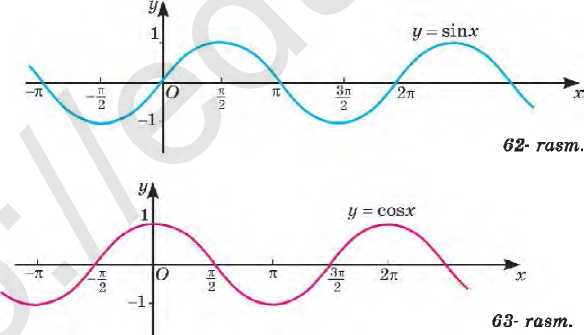 y
1
y = sinx
-π -π/2 O π/2 π 3π/2 2π x
-1
62- rasm.
y
1
y = cosx
-π -π/2 O π/2 π 3π/2 2π x
-1
63- rasm.